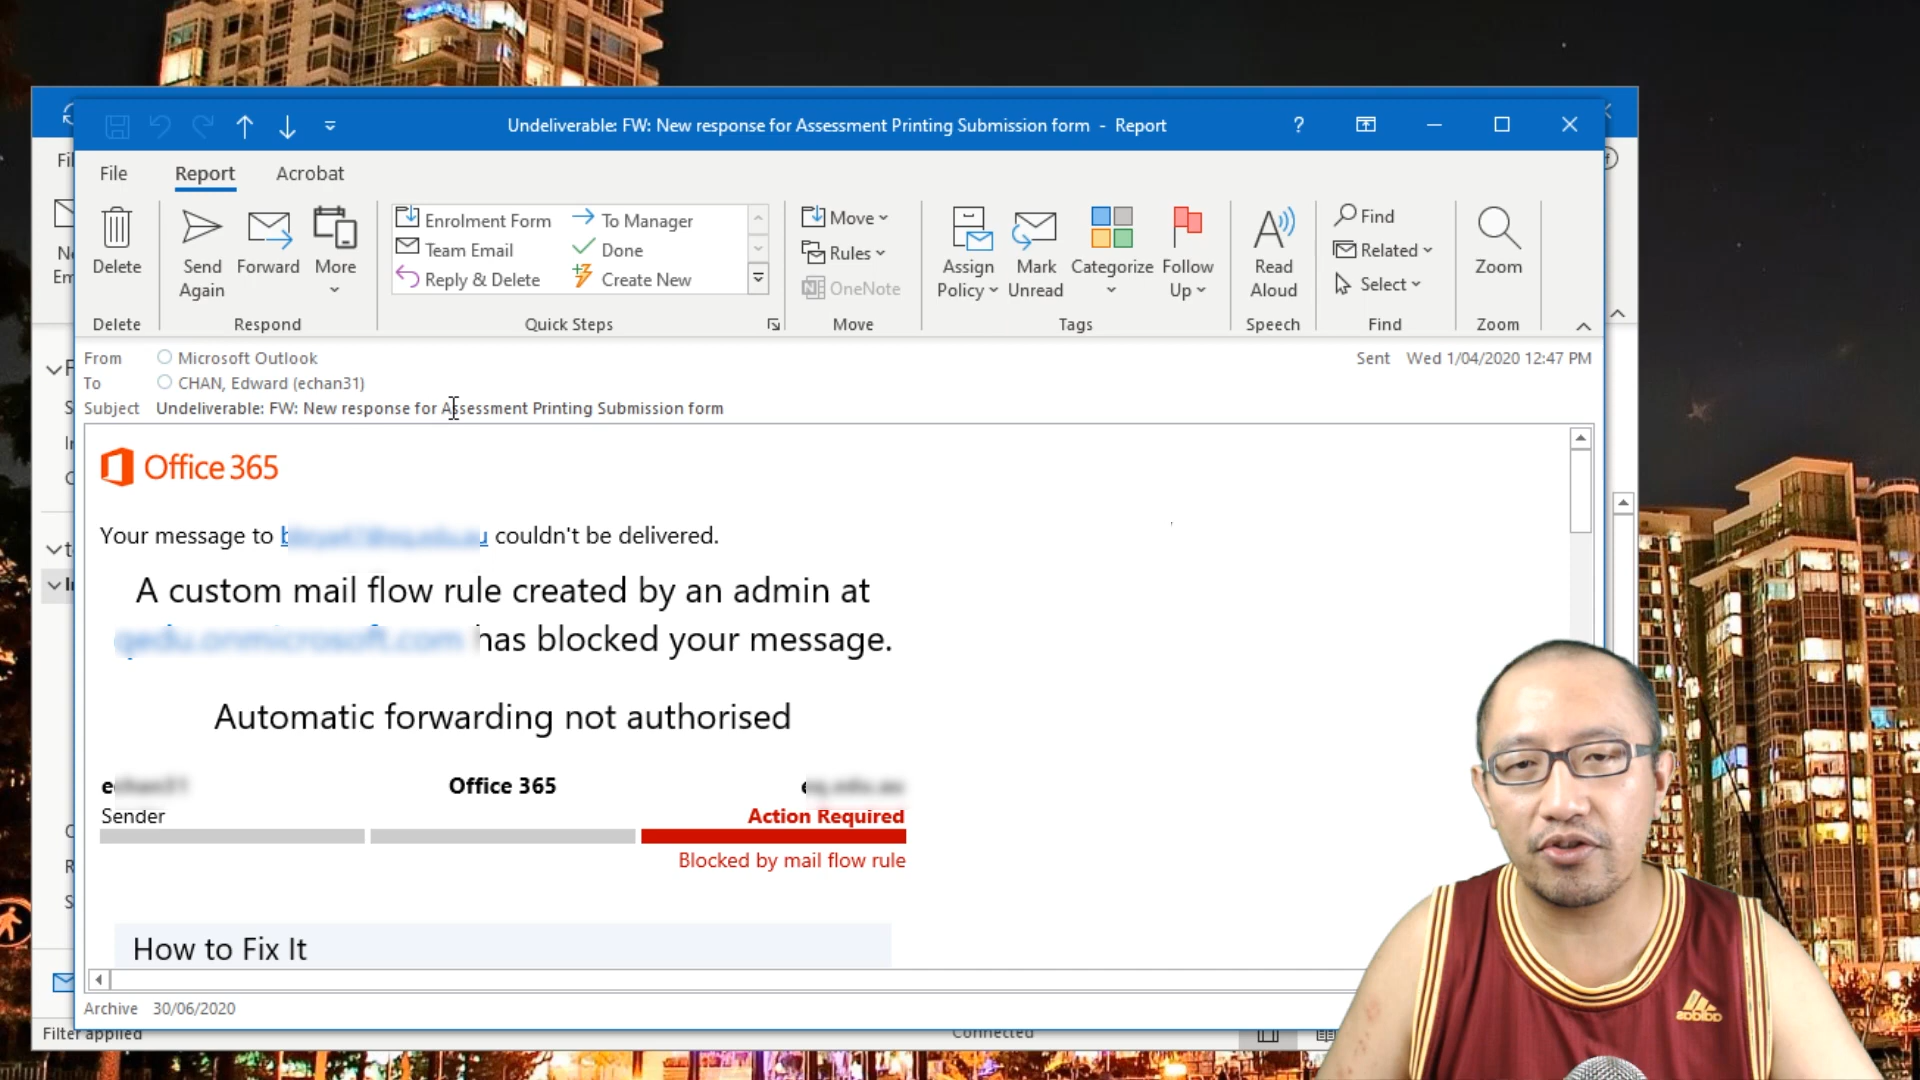 Undeliverable: FW: New response for Assessment Printing Submission form - Report
?
File Report Acrobat
Delete
Send Again
Forward
More
Enrolment Form
To Manager
Team Email
Done
Reply & Delete
Create New
Move
Rules
OneNote
Assign Policy
Mark Unread
Categorize
Follow Up
Read Aloud
Find
Related
Select
Zoom
Delete
Respond
Quick Steps
Move
Tags
Speech
Find
Zoom
From Microsoft Outlook
Sent Wed 1/04/2020 12:47 PM
To CHAN, Edward (echan31)
Subject Undeliverable: FW: New response for Assessment Printing Submission form
Office 365
Your message to couldn't be delivered.
A custom mail flow rule created by an admin at
has blocked your message.
Automatic forwarding not authorised
Office 365
Sender
Action Required
Blocked by mail flow rule
How to Fix It
Archive 30/06/2020
Filter applied
Connected
adidas